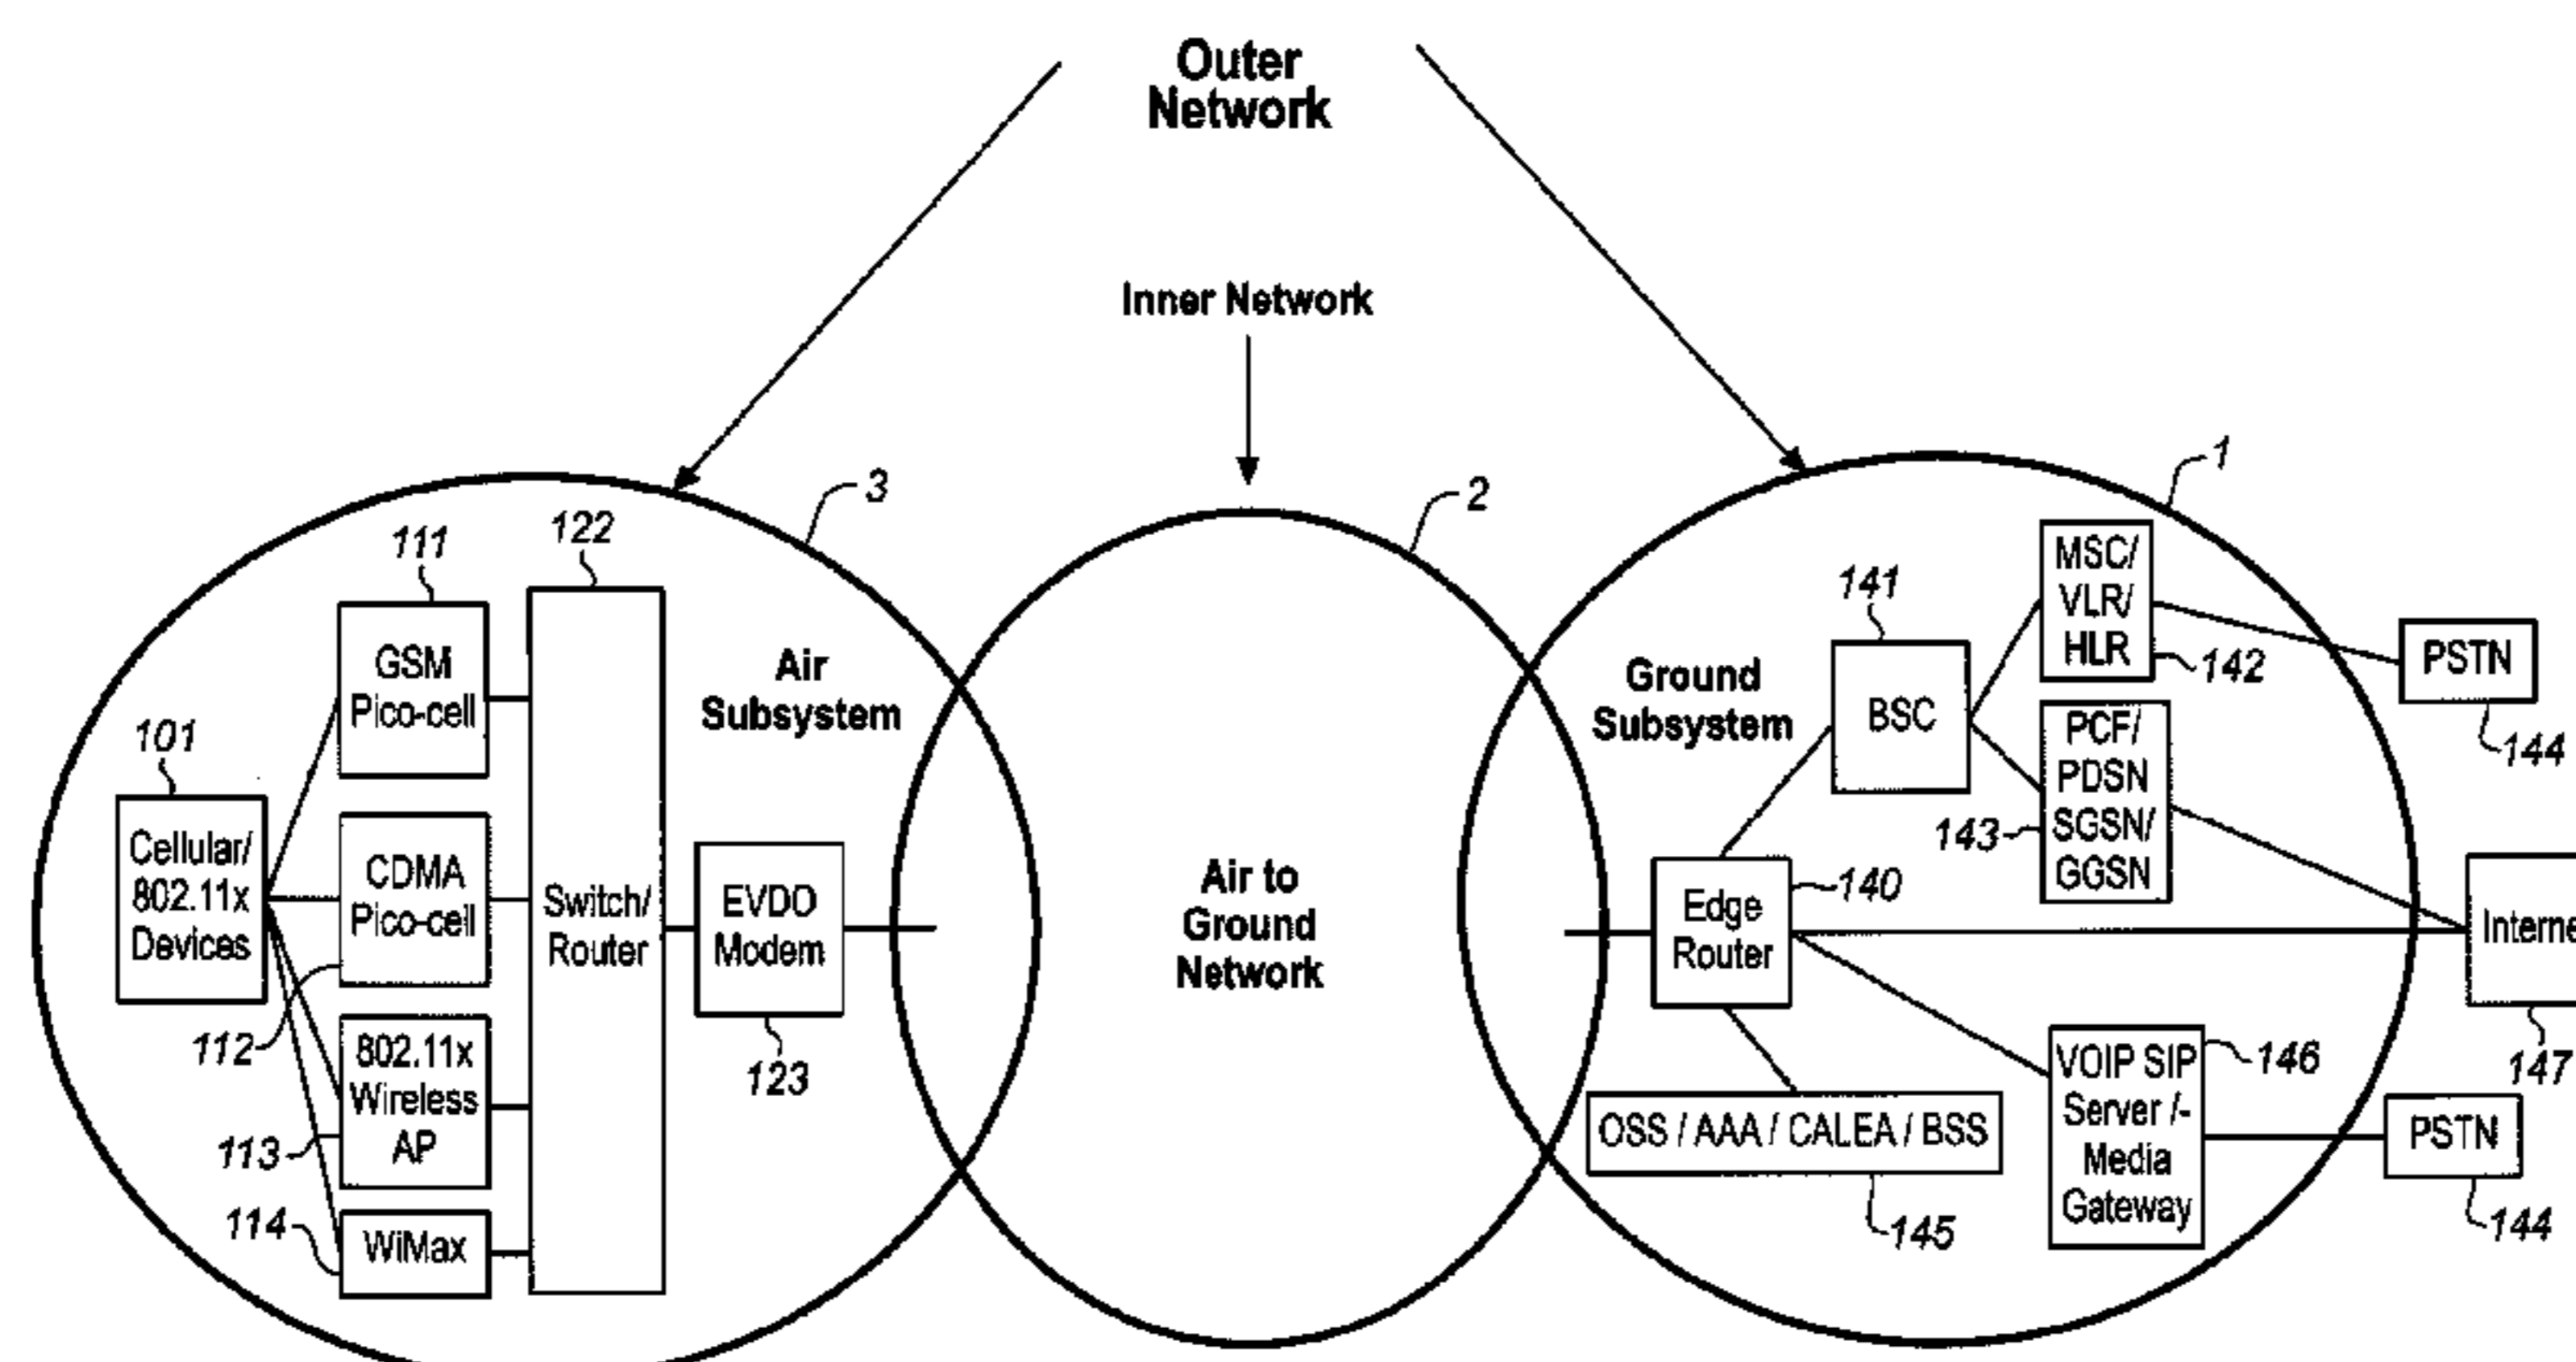 Outer
Network
Inner Network
3
2
1
122
111
GSM
Pico-cell
101
Cellular/
802.11x
Devices
CDMA
Pico-cell
112
802.11x
Wireless
AP
113
114
WiMax
Switch/
Router
Air
Subsystem
EVDO
Modem
123
Air to
Ground
Network
Ground
Subsystem
141
BSC
MSC/
VLR/
HLR
142
PSTN
144
PCF/
PDSN
SGSN/
GGSN
143
Edge
Router
140
Interne
147
VOIP SIP
Server /-
Media
Gateway
146
OSS / AAA / CALEA / BSS
145
PSTN
144